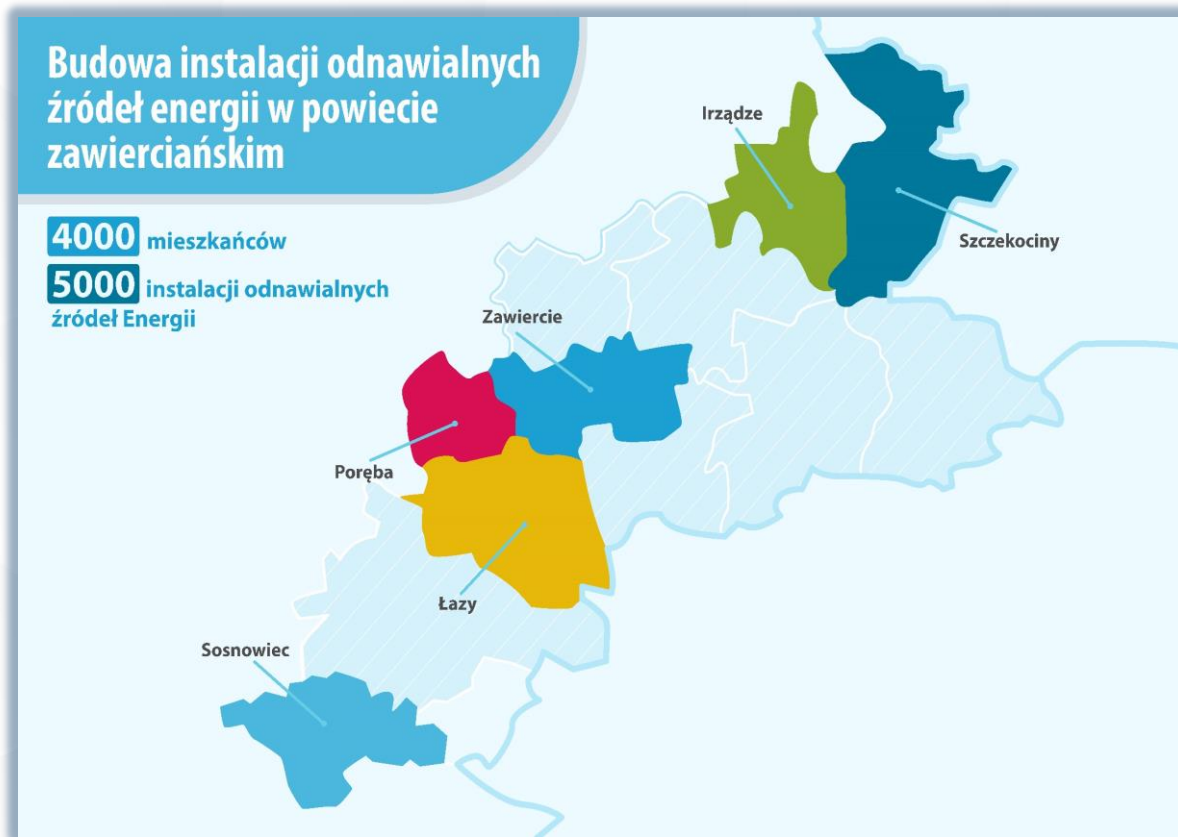 Budowa instalacji odnawialnych
źródeł energii w powiecie
zawierciańskim
4000 mieszkańców
5000 instalacji odnawialnych
źródeł Energii
Irządze
Szczekociny
Zawiercie
Poręba
Łazy
Sosnowiec